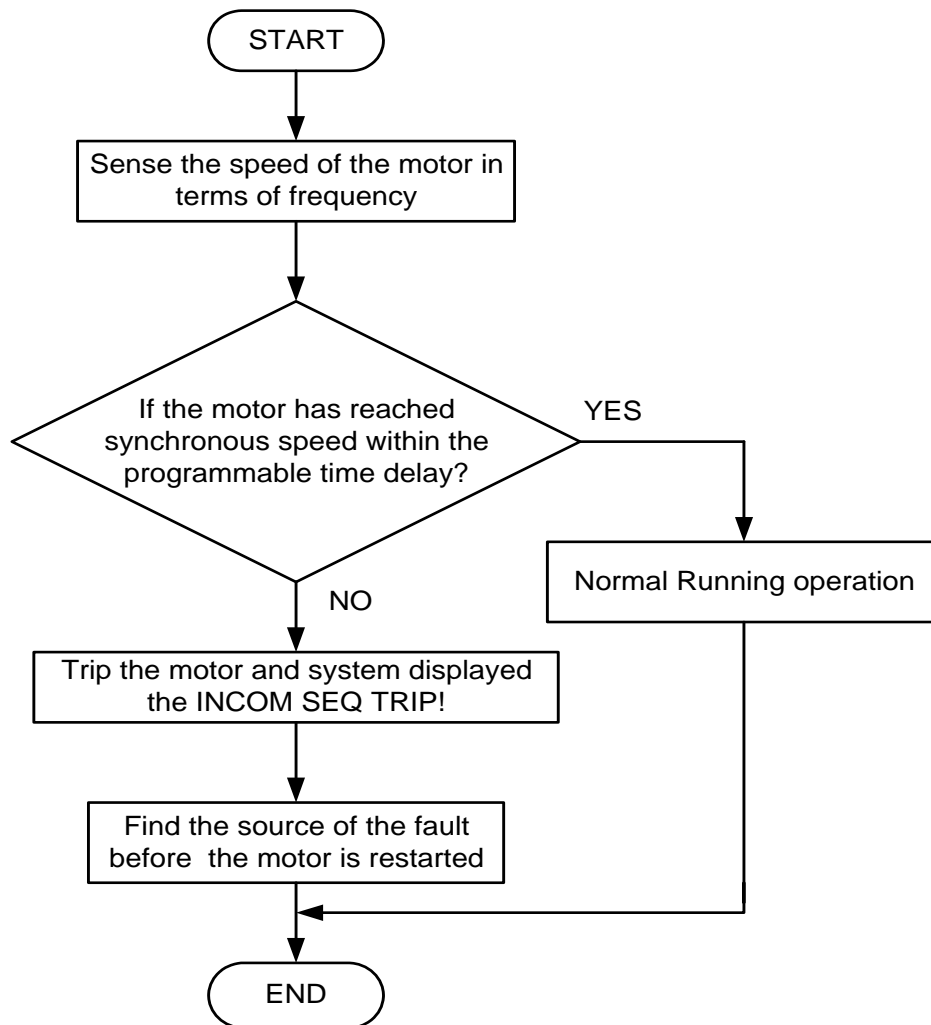 START
Sense the speed of the motor in
terms of frequency
If the motor has reached
synchronous speed within the
programmable time delay?
YES
Normal Running operation
NO
Trip the motor and system displayed
the INCOM SEQ TRIP!
Find the source of the fault
before the motor is restarted
END